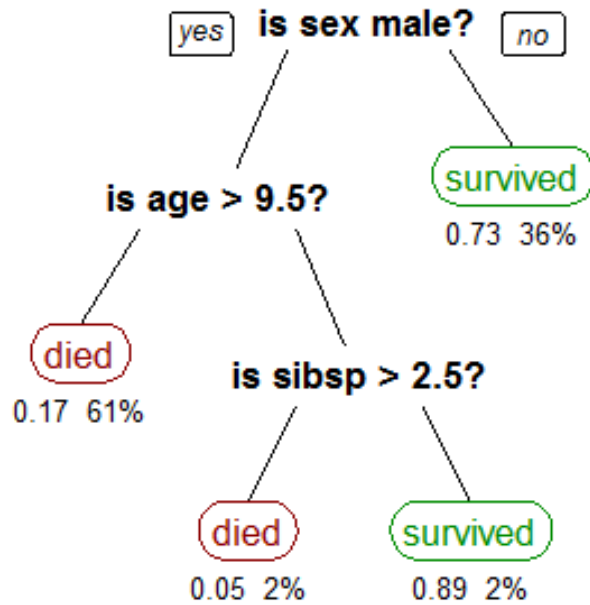 yes is sex male? no
survived
is age > 9.5?
0.73 36%
died
is sibsp > 2.5?
0.17 61%
died survived
0.05 2% 0.89 2%